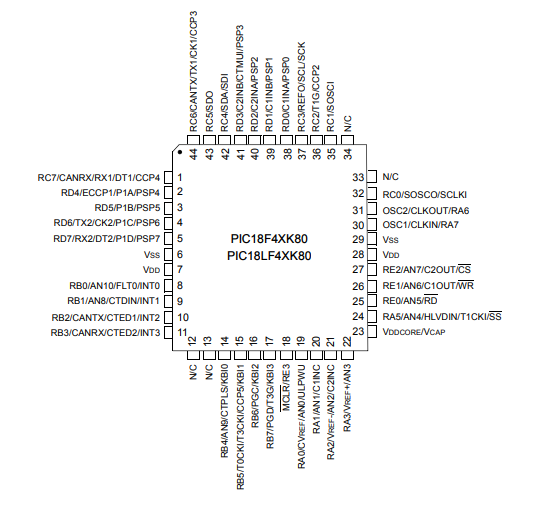 RC6/CANTX/TX1/CK1/CCP3
RC5/SDO
RC4/SDA/SDI
RD3/C2INB/CTMUI/PSP3
RD2/C2INA/PSP2
RD1/C1INB/PSP1
RD0/C1INA/PSP0
RC3/REFO/SCL/SCK
RC2/T1G/CCP2
RC1/SOSCI
N/C
44 43 42 41 40 39 38 37 36 35 34
RC7/CANRX/RX1/DT1/CCP4 1
RD4/ECCP1/P1A/PSP4 2
RD5/P1B/PSP5 3
RD6/TX2/CK2/P1C/PSP6 4
RD7/RX2/DT2/P1D/PSP7 5
VSS 6
VDD 7
RB0/AN10/FLT0/INT0 8
RB1/AN8/CTDIN/INT1 9
RB2/CANTX/CTED1/INT2 10
RB3/CANRX/CTED2/INT3 11
PIC18F4XK80
PIC18LF4XK80
33 N/C
32 RC0/SOSCO/SCLKI
31 OSC2/CLKOUT/RA6
30 OSC1/CLKIN/RA7
29 VSS
28 VDD
27 RE2/AN7/C2OUT/CS
26 RE1/AN6/C1OUT/WR
25 RE0/AN5/RD
24 RA5/AN4/HLVDIN/T1CKI/SS
23 VDDCORE/VCAP
12 13 14 15 16 17 18 19 20 21 22
N/C
N/C
RB4/AN9/CTPLS/KBI0
RB5/T0CKI/T3CKI/CCP5/KBI1
RB6/PGC/KBI2
RB7/PGD/T3G/KBI3
MCLR/RE3
RA0/CVREF/AN0/ULPWU
RA1/AN1/C1INC
RA2/VREF-/AN2/C2INC
RA3/VREF+/AN3